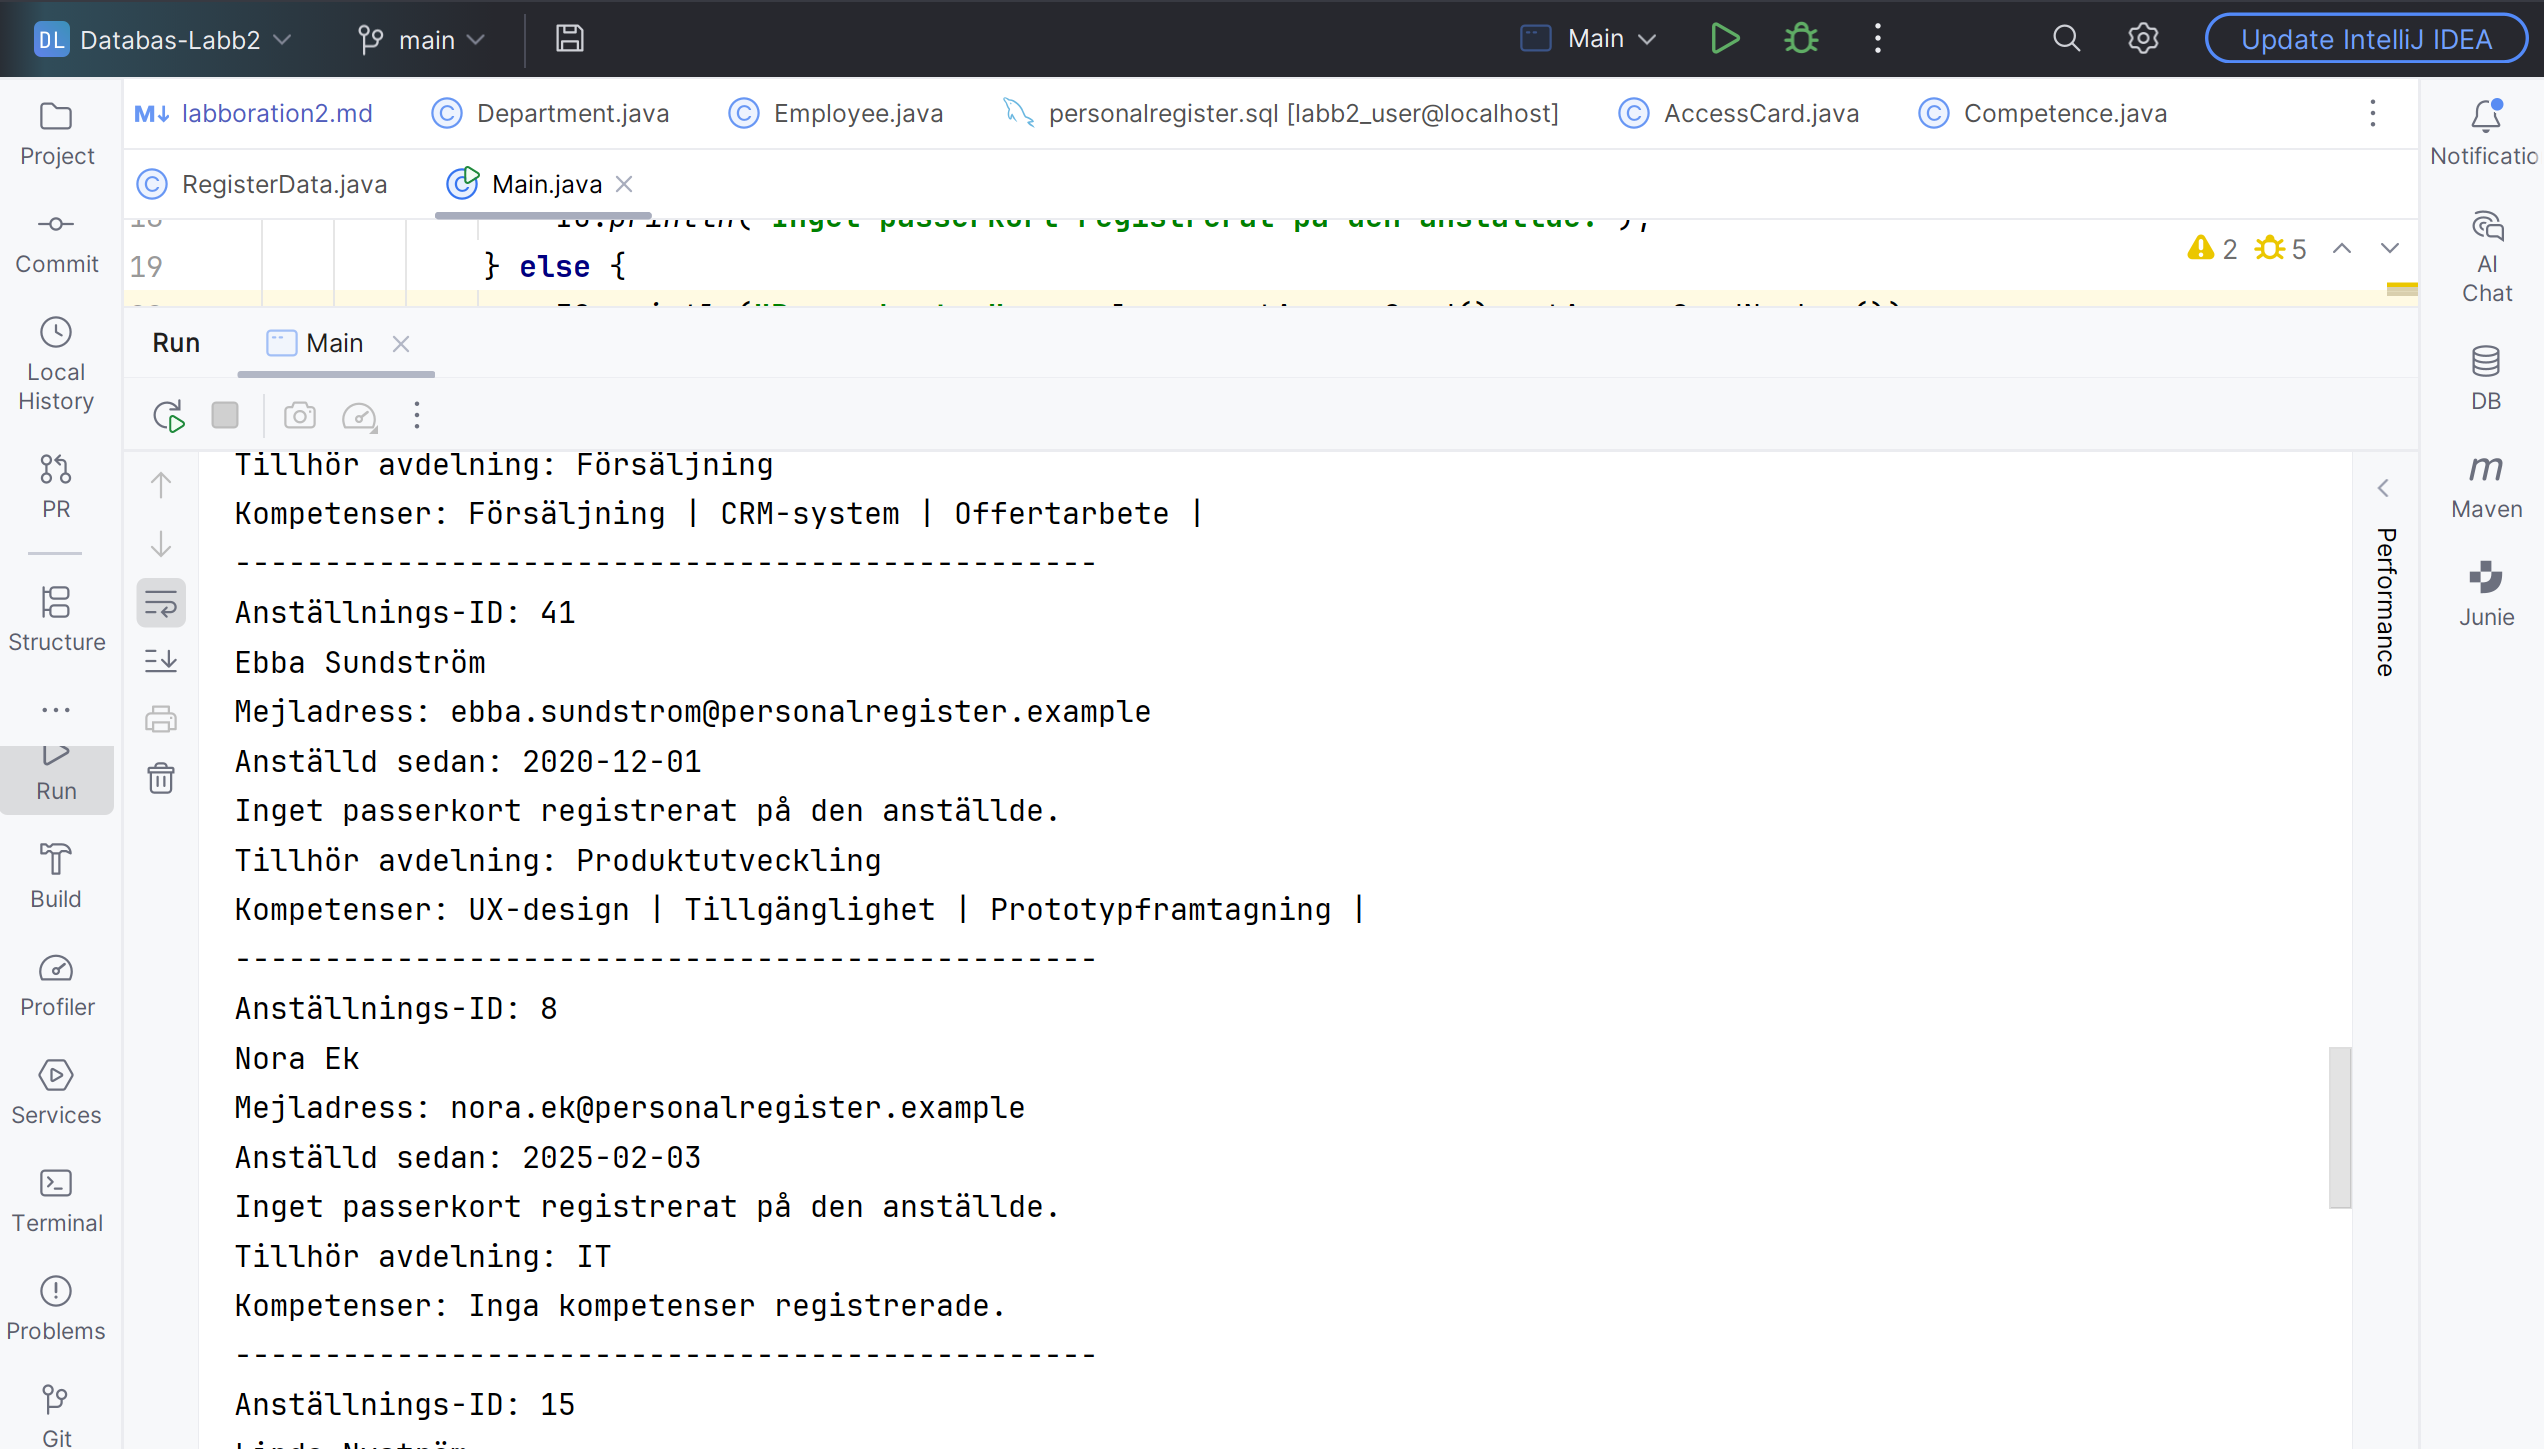 DL Databas-Labb2 main Main Update IntelliJ IDEA
M↓ labboration2.md Department.java Employee.java personalregister.sql [labb2_user@localhost] AccessCard.java Competence.java
RegisterData.java Main.java
Project
Commit
Local History
PR
Structure
Run
Build
Profiler
Services
Terminal
Problems
Git
19 } else {
2 5
Run Main
Tillhör avdelning: Försäljning
Kompetenser: Försäljning | CRM-system | Offertarbete |
------------------------------------------------
Anställnings-ID: 41
Ebba Sundström
Mejladress: ebba.sundstrom@personalregister.example
Anställd sedan: 2020-12-01
Inget passerkort registrerat på den anställde.
Tillhör avdelning: Produktutveckling
Kompetenser: UX-design | Tillgänglighet | Prototypframtagning |
------------------------------------------------
Anställnings-ID: 8
Nora Ek
Mejladress: nora.ek@personalregister.example
Anställd sedan: 2025-02-03
Inget passerkort registrerat på den anställde.
Tillhör avdelning: IT
Kompetenser: Inga kompetenser registrerade.
------------------------------------------------
Anställnings-ID: 15
Performance
Notificatio
AI Chat
DB
m
Maven
Junie